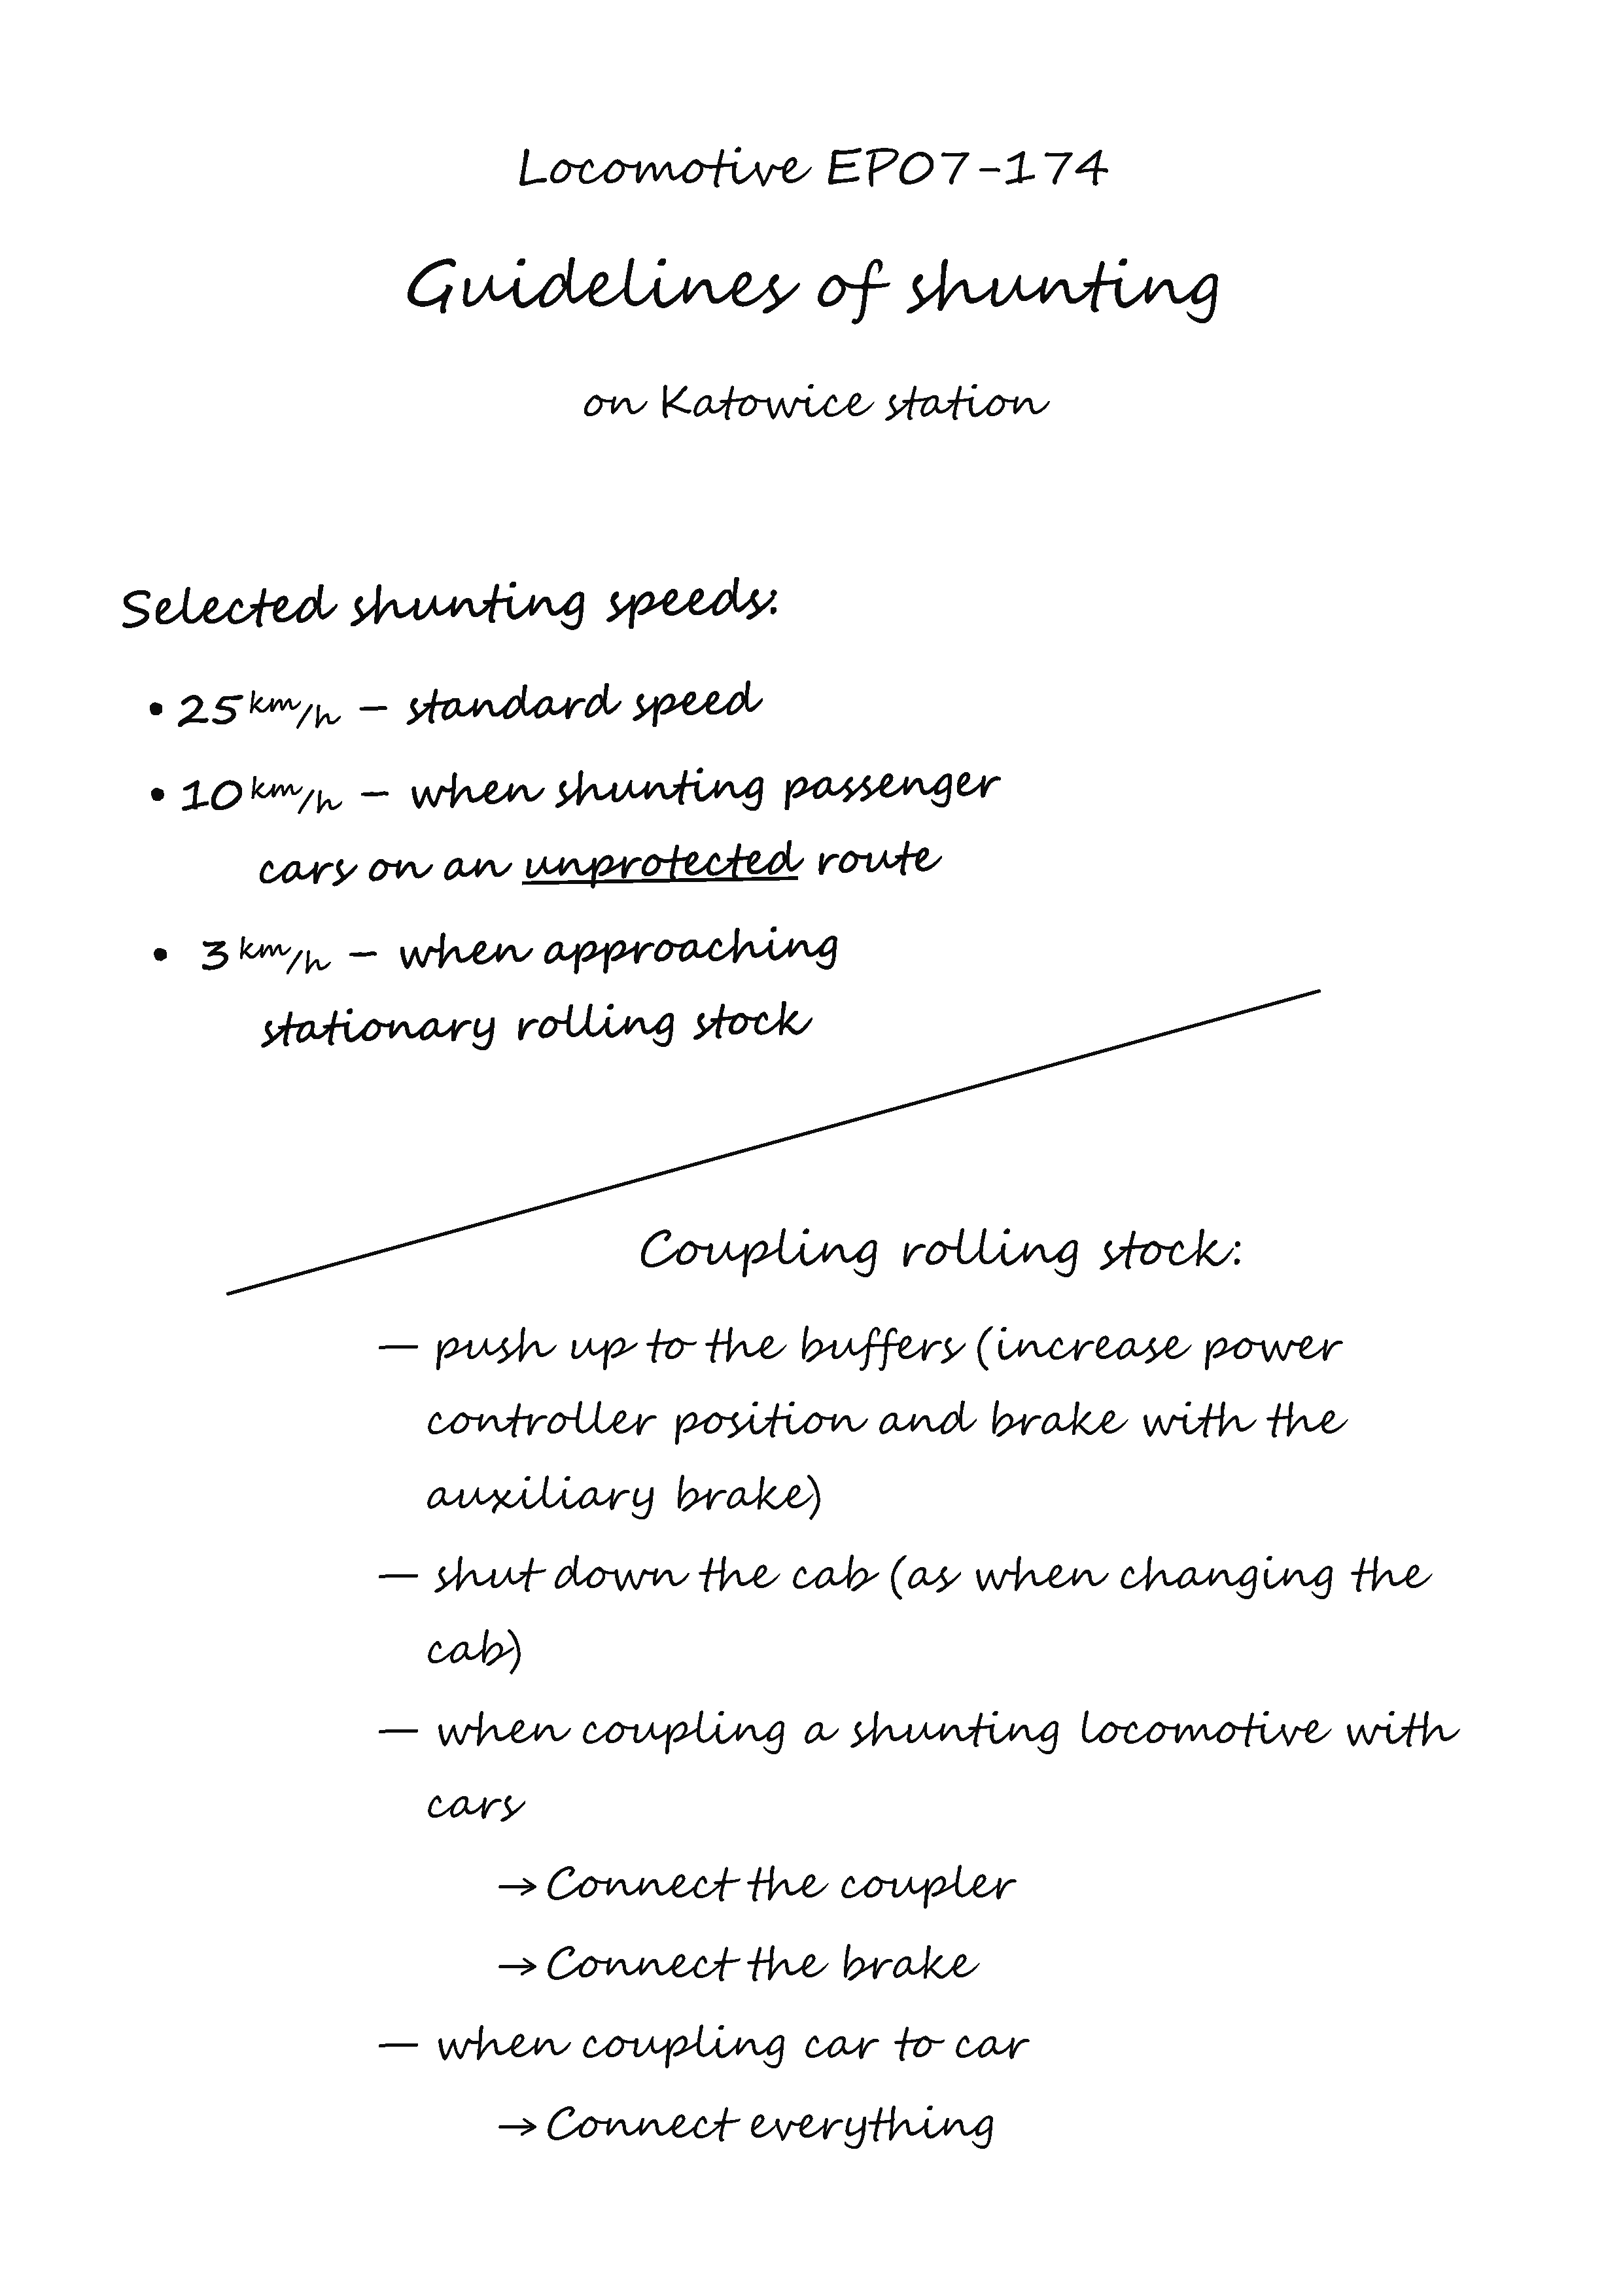 Locomotive EP07-174
Guidelines of shunting
on Katowice station
Selected shunting speeds:
• 25 km/h – standard speed
• 10 km/h – when shunting passenger
cars on an unprotected route
• 3 km/h – when approaching
stationary rolling stock
Coupling rolling stock:
— push up to the buffers (increase power
controller position and brake with the
auxiliary brake)
— shut down the cab (as when changing the
cab)
— when coupling a shunting locomotive with
cars
→ Connect the coupler
→ Connect the brake
— when coupling car to car
→ Connect everything